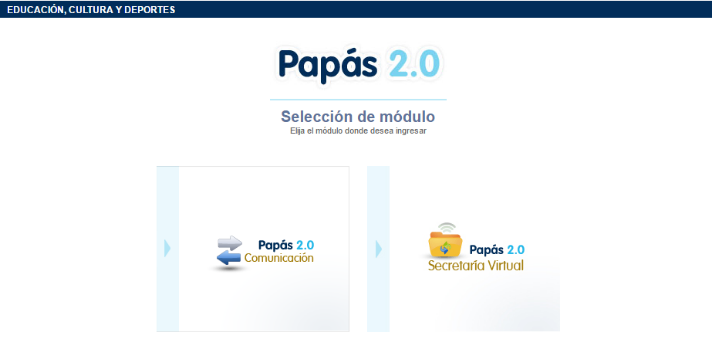 EDUCACIÓN, CULTURA Y DEPORTES
Papás 2.0
Selección de módulo
Elija el módulo donde desea ingresar
Papás 2.0
Comunicación
Papás 2.0
Secretaría Virtual